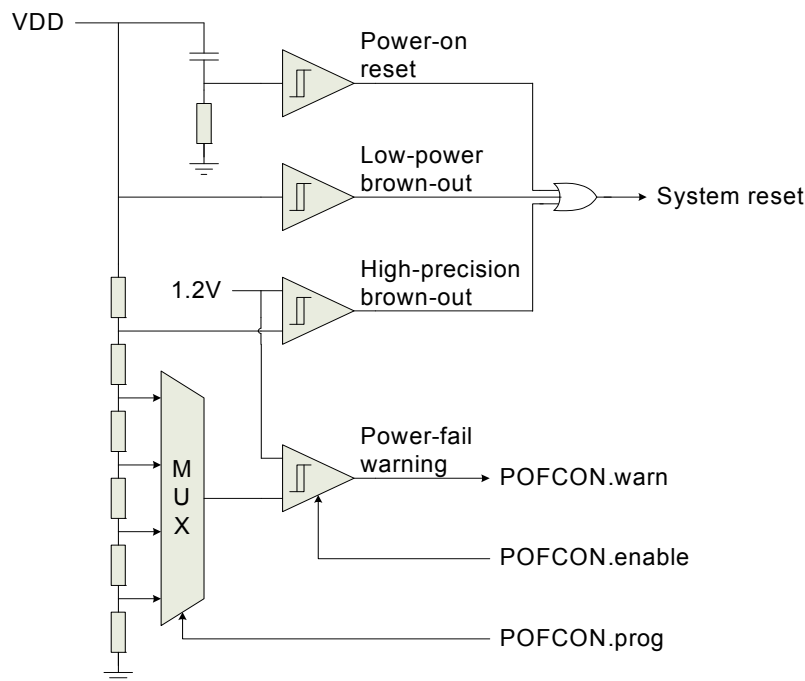 VDD
Power-on
reset
Low-power
brown-out
System reset
High-precision
brown-out
1.2V
Power-fail
warning
MUX
POFCON.warn
POFCON.enable
POFCON.prog